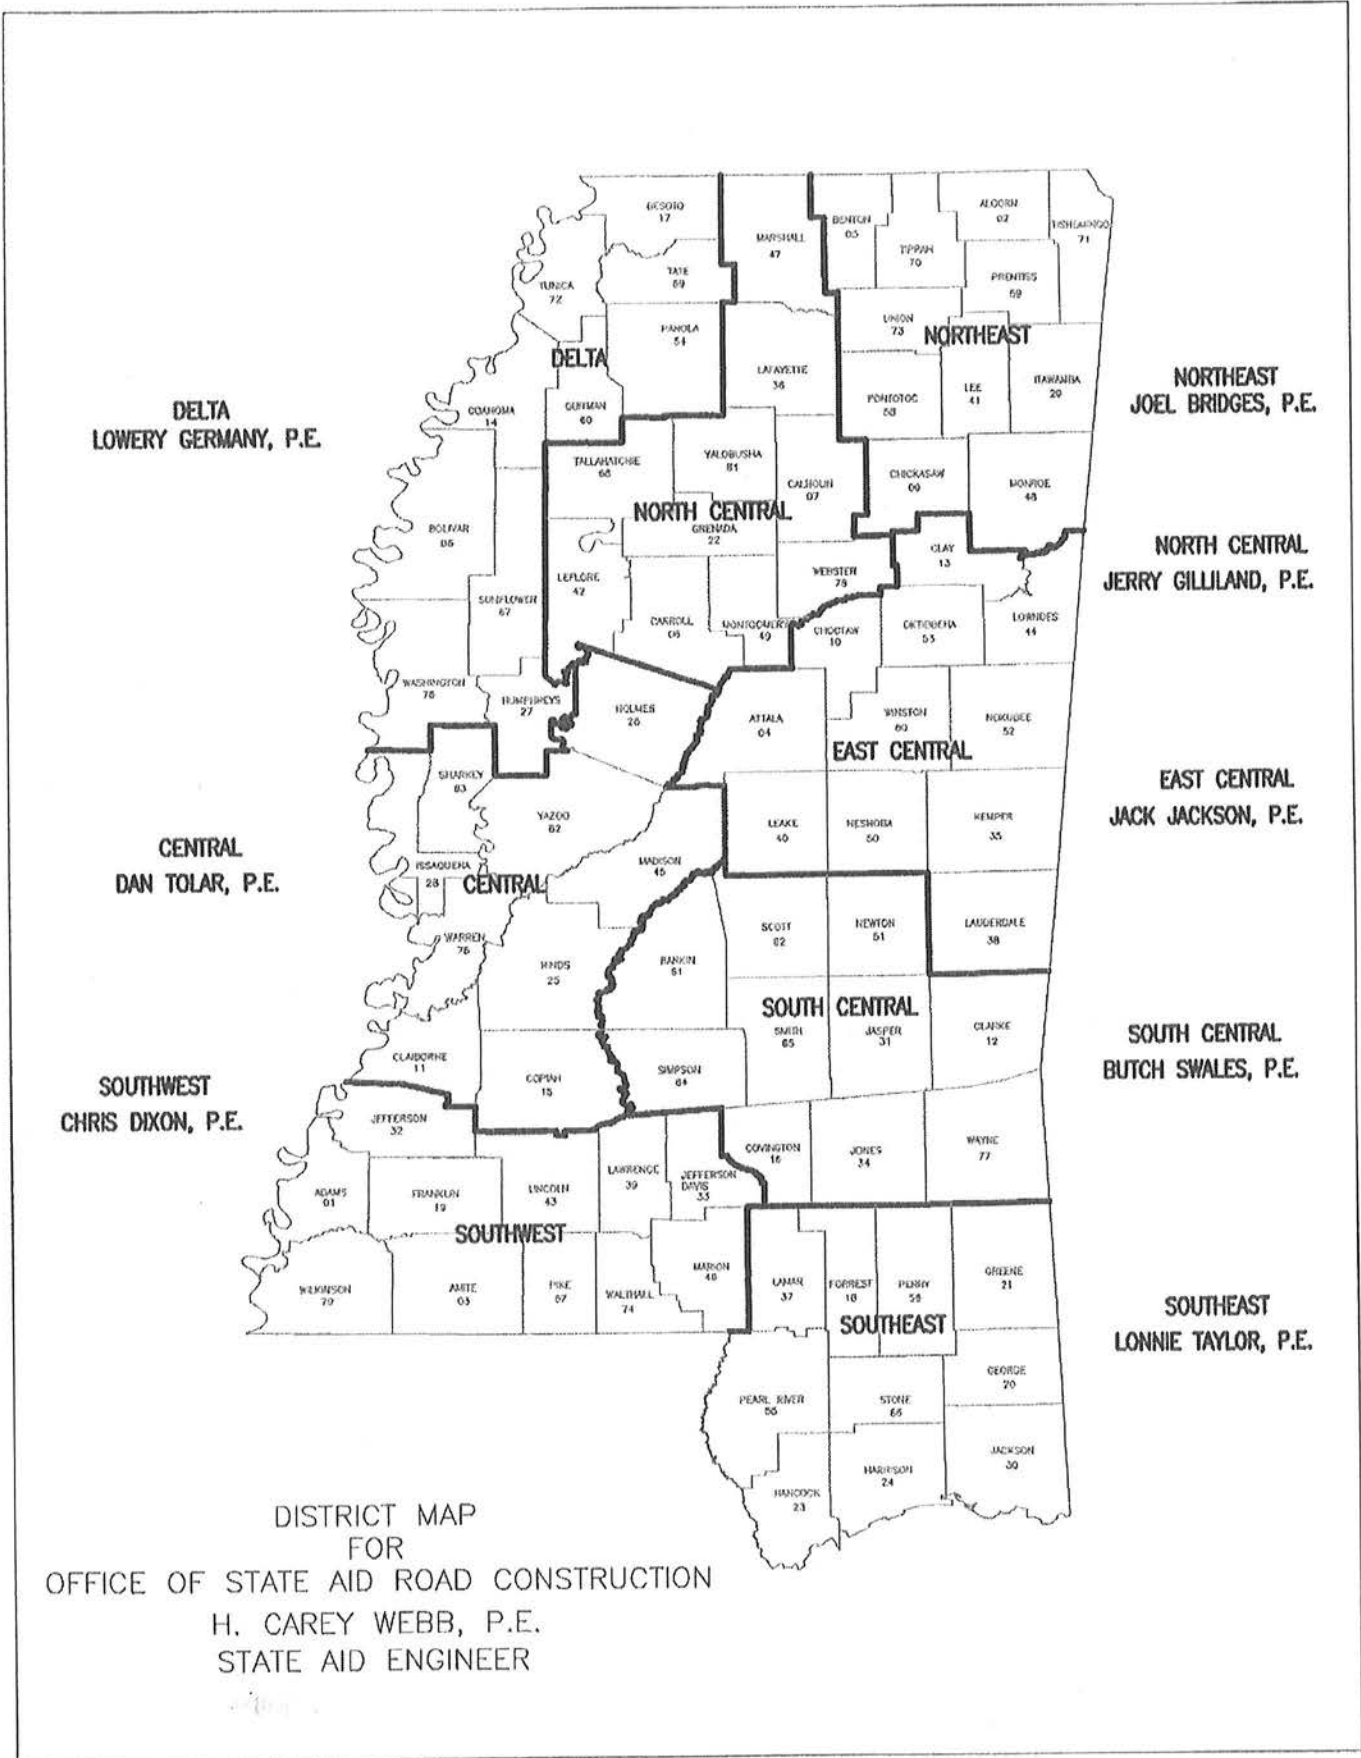 DESOTO
17
MARSHALL
47
BENTON
05
TIPPAH
70
ALCORN
02
TISHOMINGO
71
TUNICA
72
TATE
69
PRENTISS
59
PANOLA
54
UNION
73
NORTHEAST
DELTA
LAFAYETTE
36
PONTOTOC
58
LEE
41
ITAWAMBA
29
NORTHEAST
JOEL BRIDGES, P.E.
DELTA
LOWERY GERMANY, P.E.
COAHOMA
14
QUITMAN
60
TALLAHATCHIE
68
YALOBUSHA
81
CALHOUN
07
CHICKASAW
09
MONROE
48
NORTH CENTRAL
BOLIVAR
06
GRENADA
22
CLAY
13
NORTH CENTRAL
JERRY GILLILAND, P.E.
LEFLORE
42
WEBSTER
78
SUNFLOWER
67
CARROLL
08
MONTGOMERY
49
CHOCTAW
10
OKTIBBEHA
53
LOWNDES
44
WASHINGTON
76
HUMPHREYS
27
HOLMES
26
ATTALA
04
WINSTON
80
NOXUBEE
52
EAST CENTRAL
EAST CENTRAL
JACK JACKSON, P.E.
SHARKEY
63
YAZOO
82
LEAKE
40
NESHOBA
50
KEMPER
35
CENTRAL
DAN TOLAR, P.E.
ISSAQUENA
28
CENTRAL
MADISON
45
WARREN
75
HINDS
25
RANKIN
61
SCOTT
62
NEWTON
51
LAUDERDALE
38
SOUTH CENTRAL
SMITH
65
JASPER
31
CLARKE
12
SOUTH CENTRAL
BUTCH SWALES, P.E.
CLAIBORNE
11
COPIAH
15
SIMPSON
64
SOUTHWEST
CHRIS DIXON, P.E.
JEFFERSON
32
COVINGTON
16
JONES
34
WAYNE
77
ADAMS
01
FRANKLIN
19
LINCOLN
43
LAWRENCE
39
JEFFERSON
DAVIS
33
SOUTHWEST
WILKINSON
79
AMITE
03
PIKE
57
WALTHALL
74
MARION
46
LAMAR
37
FORREST
18
PERRY
56
GREENE
21
SOUTHEAST
SOUTHEAST
LONNIE TAYLOR, P.E.
GEORGE
20
PEARL RIVER
55
STONE
66
JACKSON
30
HARRISON
24
HANCOCK
23
DISTRICT MAP
FOR
OFFICE OF STATE AID ROAD CONSTRUCTION
H. CAREY WEBB, P.E.
STATE AID ENGINEER